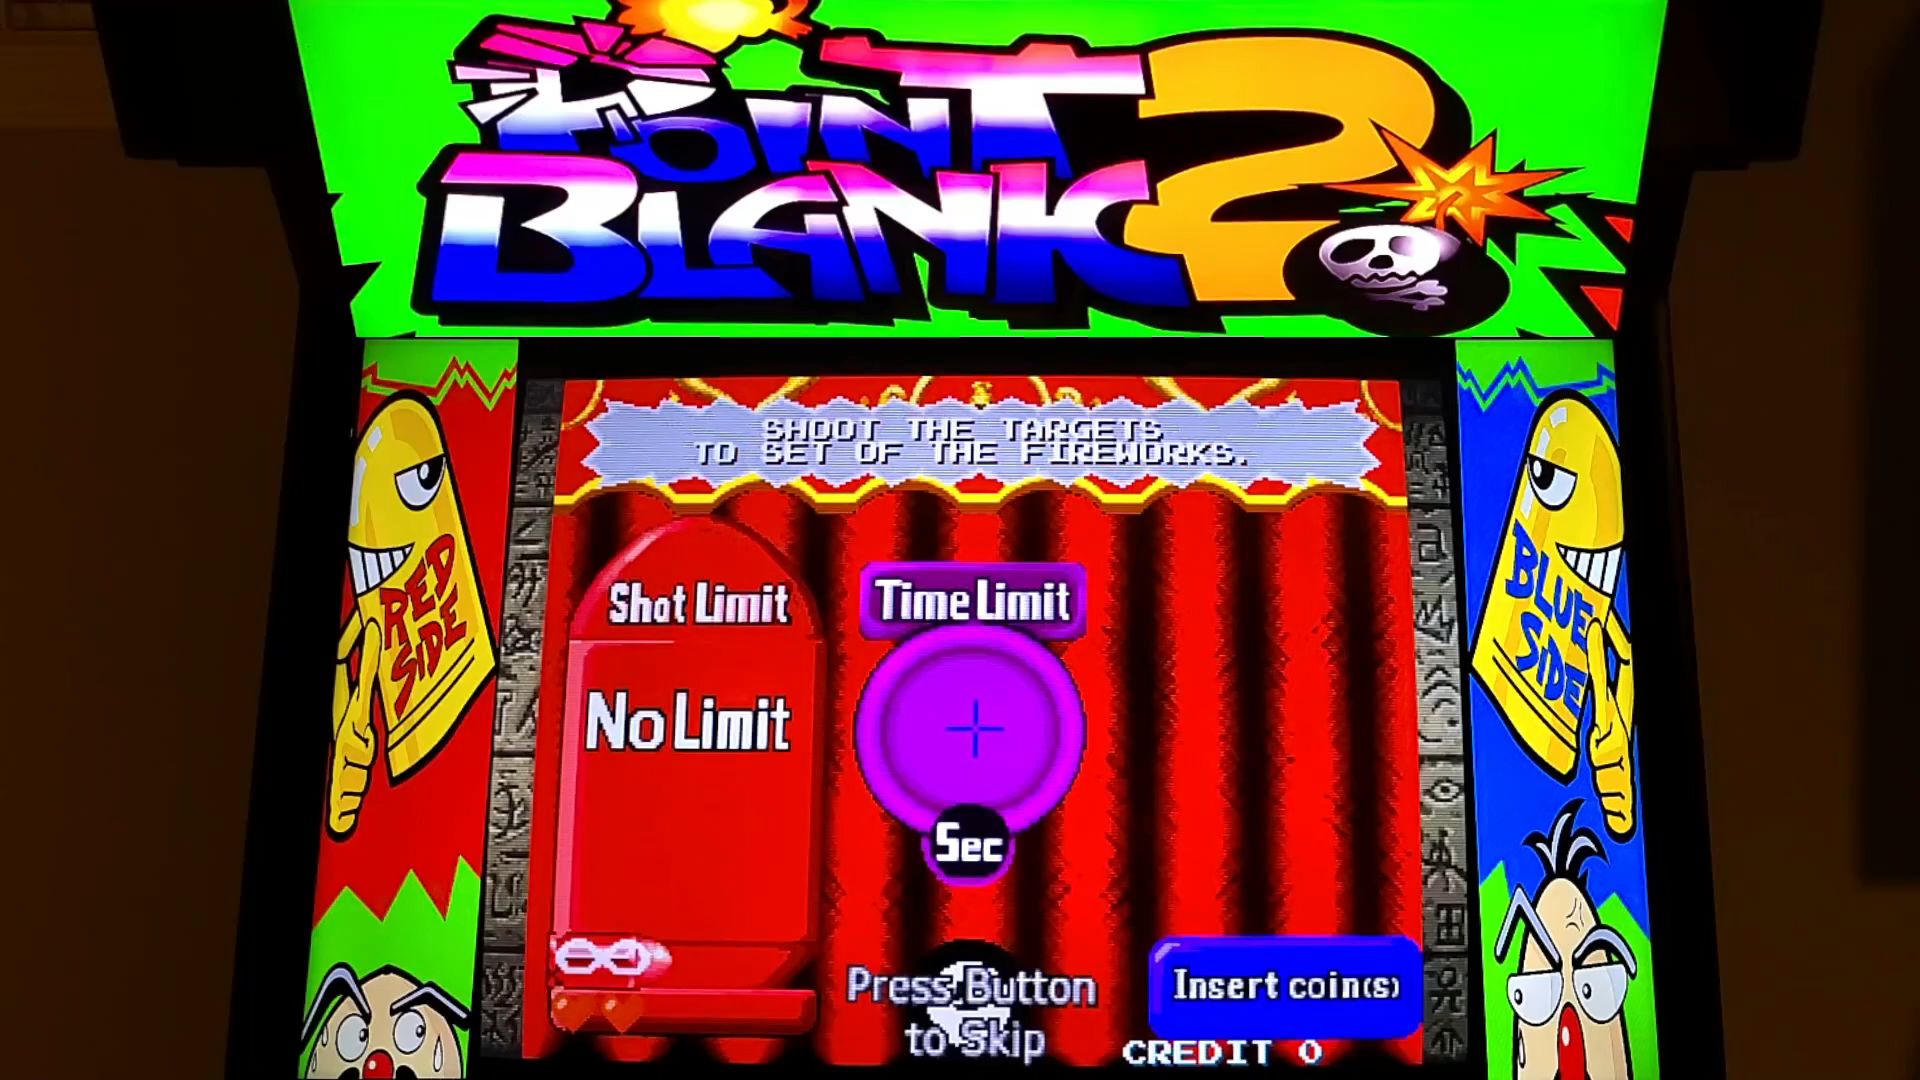 POINT
BLANK 2
SHOOT THE TARGETS
TO SET OF THE FIREWORKS.
Shot Limit
Time Limit
No Limit
Sec
RED
SIDE
BLUE
SIDE
Press Button
to Skip
Insert coin(s)
CREDIT 0